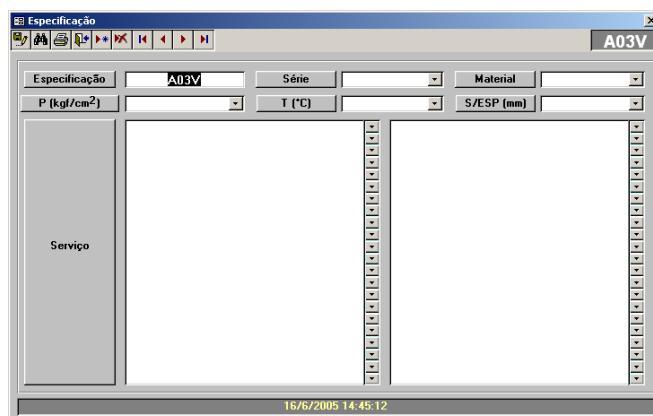 Especificação
A03V
Especificação A03V Série Material
P (kgf/cm2) T (°C) S/ESP (mm)
Serviço
16/6/2005 14:45:12